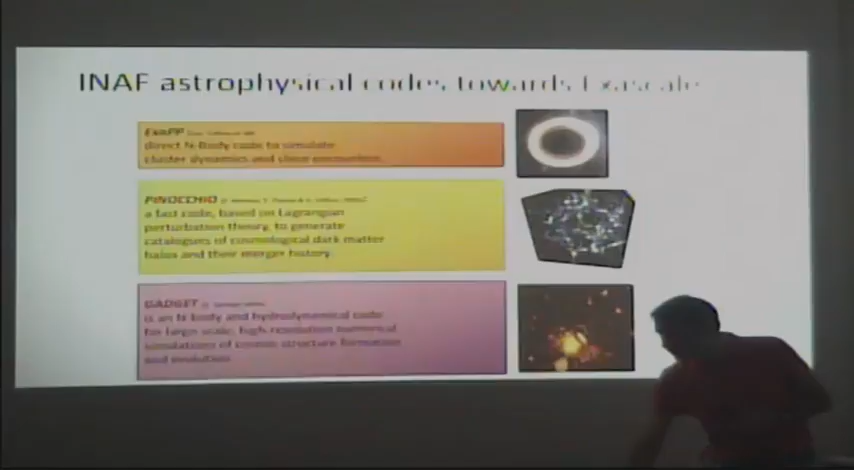 INAF astrophysical codes towards Exascale
ExaPP
direct N-Body code to simulate
cluster dynamics and close encounters
PINOCCHIO
a fast code, based on Lagrangian
perturbation theory, to generate
catalogues of cosmological dark matter
halos and their merger history.
GADGET
is an N-body and hydrodynamical code
for large scale, high-resolution numerical
simulations of cosmic structure formation
and evolution